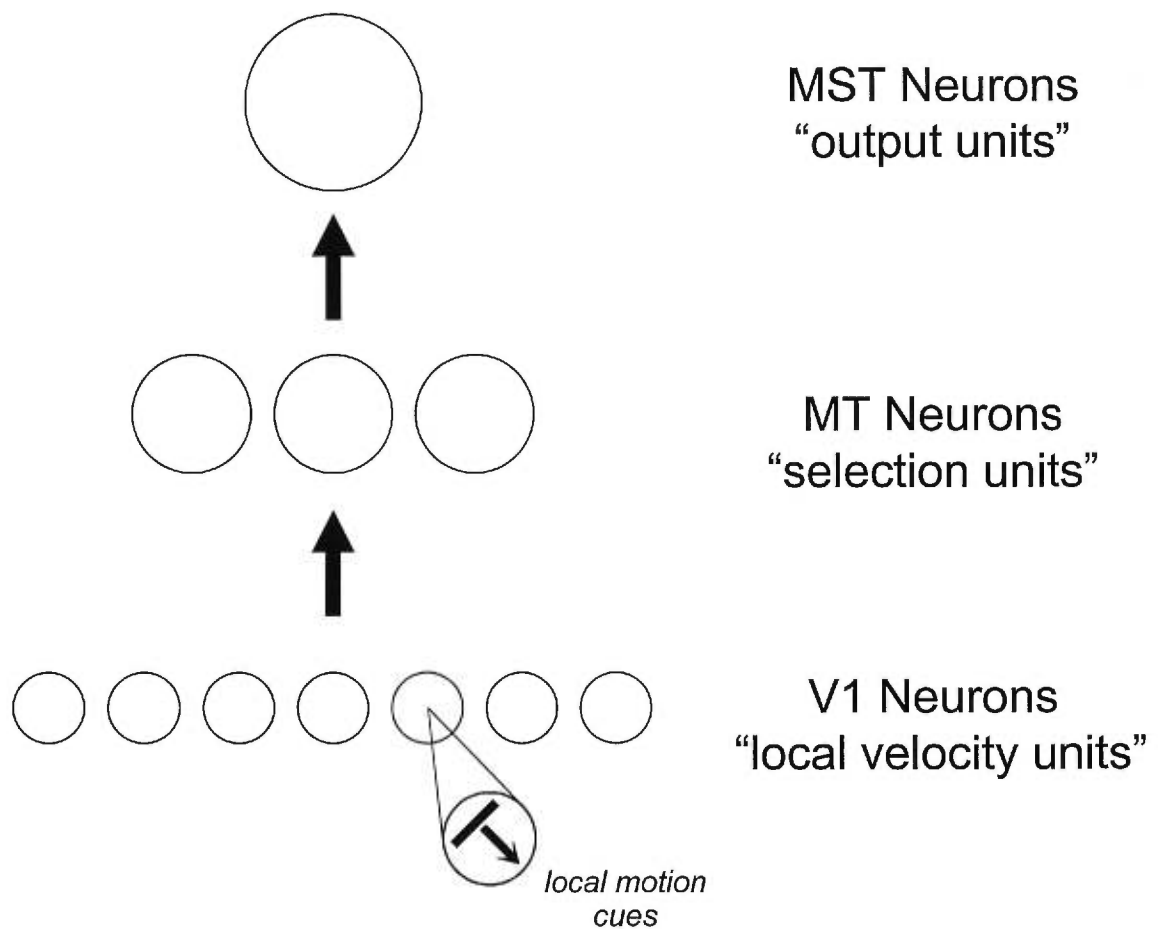 MST Neurons
“output units”
MT Neurons
“selection units”
V1 Neurons
“local velocity units”
local motion
cues